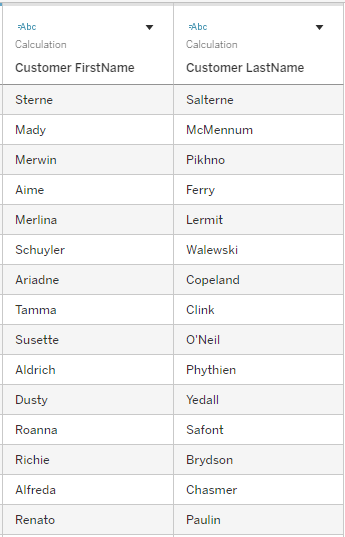 =Abc =Abc
Calculation Calculation
Customer FirstName Customer LastName
Sterne Salterne
Mady McMennum
Merwin Pikhno
Aime Ferry
Merlina Lermit
Schuyler Walewski
Ariadne Copeland
Tamma Clink
Susette O'Neil
Aldrich Phythien
Dusty Yedall
Roanna Safont
Richie Brydson
Alfreda Chasmer
Renato Paulin